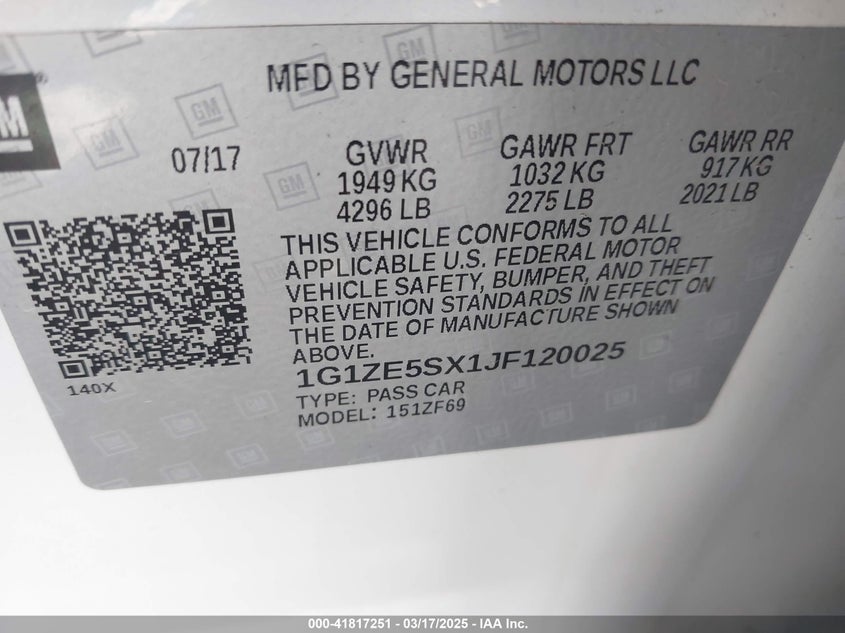 GM
MFD BY GENERAL MOTORS LLC
07/17
GVWR
1949 KG
4296 LB
GAWR FRT
1032 KG
2275 LB
GAWR RR
917 KG
2021 LB
THIS VEHICLE CONFORMS TO ALL
APPLICABLE U.S. FEDERAL MOTOR
VEHICLE SAFETY, BUMPER, AND THEFT
PREVENTION STANDARDS IN EFFECT ON
THE DATE OF MANUFACTURE SHOWN
ABOVE.
140X
1G1ZE5SX1JF120025
TYPE: PASS CAR
MODEL: 151ZF69
000-41817251 - 03/17/2025 - IAA Inc.